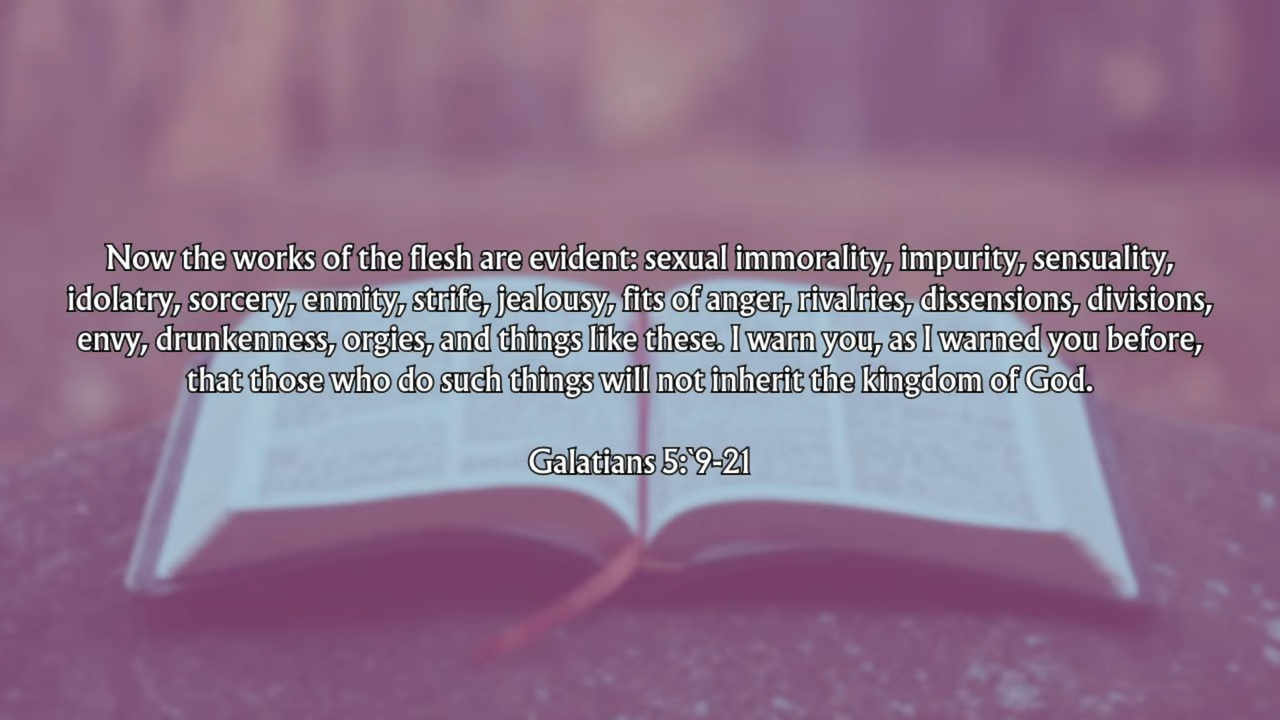 Now the works of the flesh are evident: sexual immorality, impurity, sensuality,
idolatry, sorcery, enmity, strife, jealousy, fits of anger, rivalries, dissensions, divisions,
envy, drunkenness, orgies, and things like these. I warn you, as I warned you before,
that those who do such things will not inherit the kingdom of God.
Galatians 5:`9-21